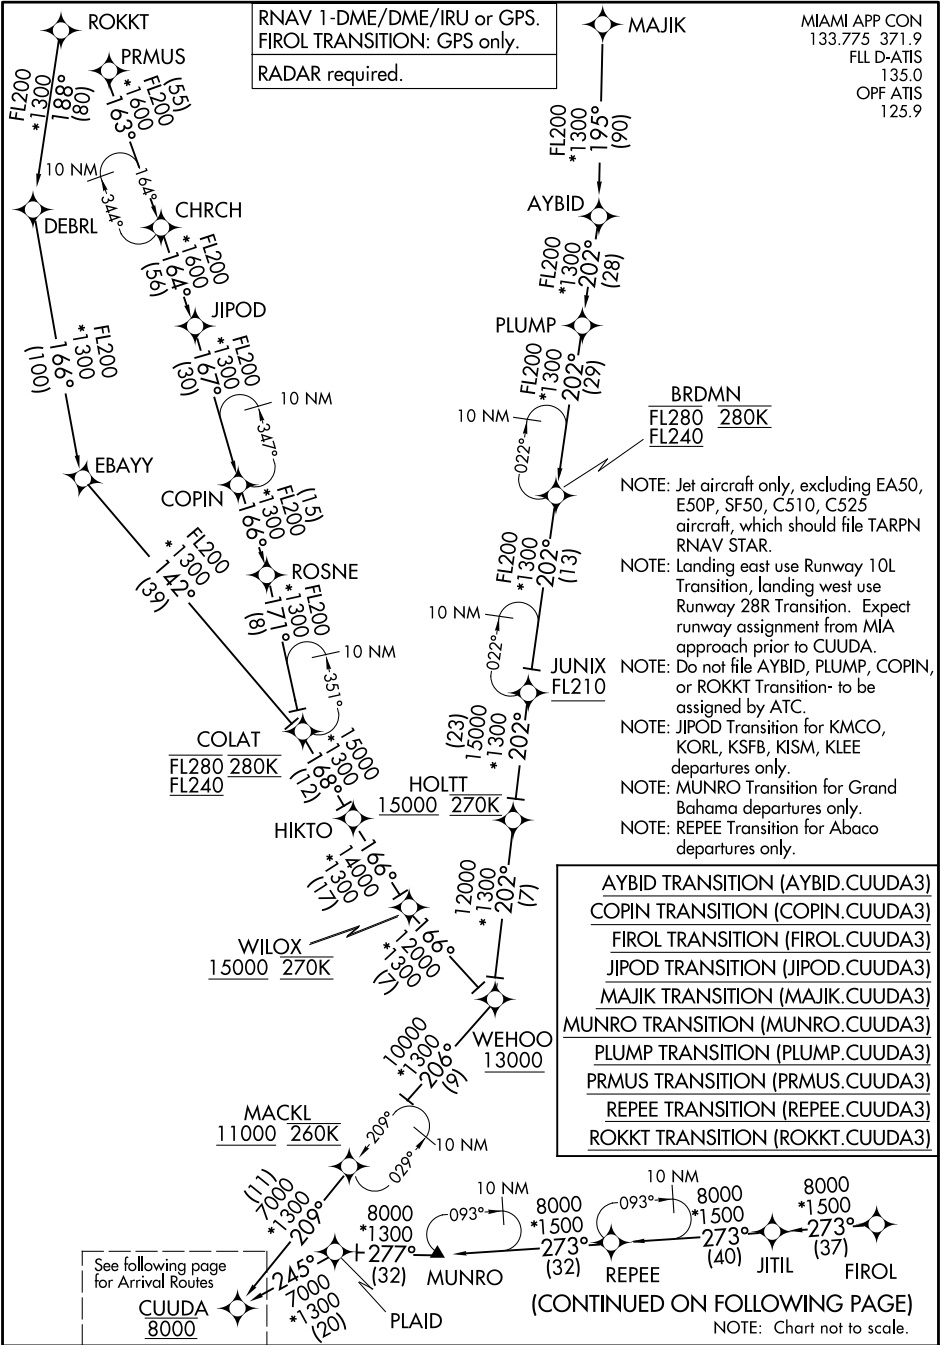 ROKKT
PRMUS
RNAV 1-DME/DME/IRU or GPS.
FIROL TRANSITION: GPS only.
RADAR required.
MAJIK
MIAMI APP CON
133.775 371.9
FLL D-ATIS
135.0
OPF ATIS
125.9
FL200
*1300
188°
(80)
(55)
FL200
*1600
163°
FL200
*1300
195°
(90)
10 NM
164°
344°
DEBRL
CHRCH
AYBID
FL200
*1600
164°
(56)
FL200
*1300
202°
(28)
JIPOD
PLUMP
FL200
*1300
166°
(100)
FL200
*1300
167°
(30)
10 NM
347°
FL200
*1300
202°
(29)
10 NM
022°
BRDMN
FL280 280K
FL240
EBAYY
COPIN
(15)
FL200
*1300
166°
NOTE: Jet aircraft only, excluding EA50,
E50P, SF50, C510, C525
aircraft, which should file TARPN
RNAV STAR.
NOTE: Landing east use Runway 10L
Transition, landing west use
Runway 28R Transition. Expect
runway assignment from MIA
approach prior to CUUDA.
NOTE: Do not file AYBID, PLUMP, COPIN,
or ROKKT Transition- to be
assigned by ATC.
NOTE: JIPOD Transition for KMCO,
KORL, KSFB, KISM, KLEE
departures only.
NOTE: MUNRO Transition for Grand
Bahama departures only.
NOTE: REPEE Transition for Abaco
departures only.
FL200
*1300
142°
(39)
ROSNE
FL200
*1300
171°
(8)
FL200
*1300
202°
(13)
10 NM
022°
10 NM
351°
JUNIX
FL210
COLAT
FL280 280K
FL240
15000
*1300
168°
(12)
(23)
15000
*1300
202°
HOLTT
15000 270K
HIKTO
166°
14000
*1300
(17)
12000
*1300
202°
(7)
WILOX
15000 270K
166°
12000
*1300
(7)
WEHOO
13000
AYBID TRANSITION (AYBID.CUUDA3)
COPIN TRANSITION (COPIN.CUUDA3)
FIROL TRANSITION (FIROL.CUUDA3)
JIPOD TRANSITION (JIPOD.CUUDA3)
MAJIK TRANSITION (MAJIK.CUUDA3)
MUNRO TRANSITION (MUNRO.CUUDA3)
PLUMP TRANSITION (PLUMP.CUUDA3)
PRMUS TRANSITION (PRMUS.CUUDA3)
REPEE TRANSITION (REPEE.CUUDA3)
ROKKT TRANSITION (ROKKT.CUUDA3)
10000
*1300
206°
(9)
MACKL
11000 260K
209°
029°
10 NM
(11)
7000
*1300
209°
8000
*1300
277°
(32)
093°
10 NM
8000
*1500
273°
(32)
093°
10 NM
8000
*1500
273°
(40)
8000
*1500
273°
(37)
MUNRO
REPEE
JITIL
FIROL
See following page
for Arrival Routes
CUUDA
8000
245°
7000
*1300
(20)
PLAID
(CONTINUED ON FOLLOWING PAGE)
NOTE: Chart not to scale.